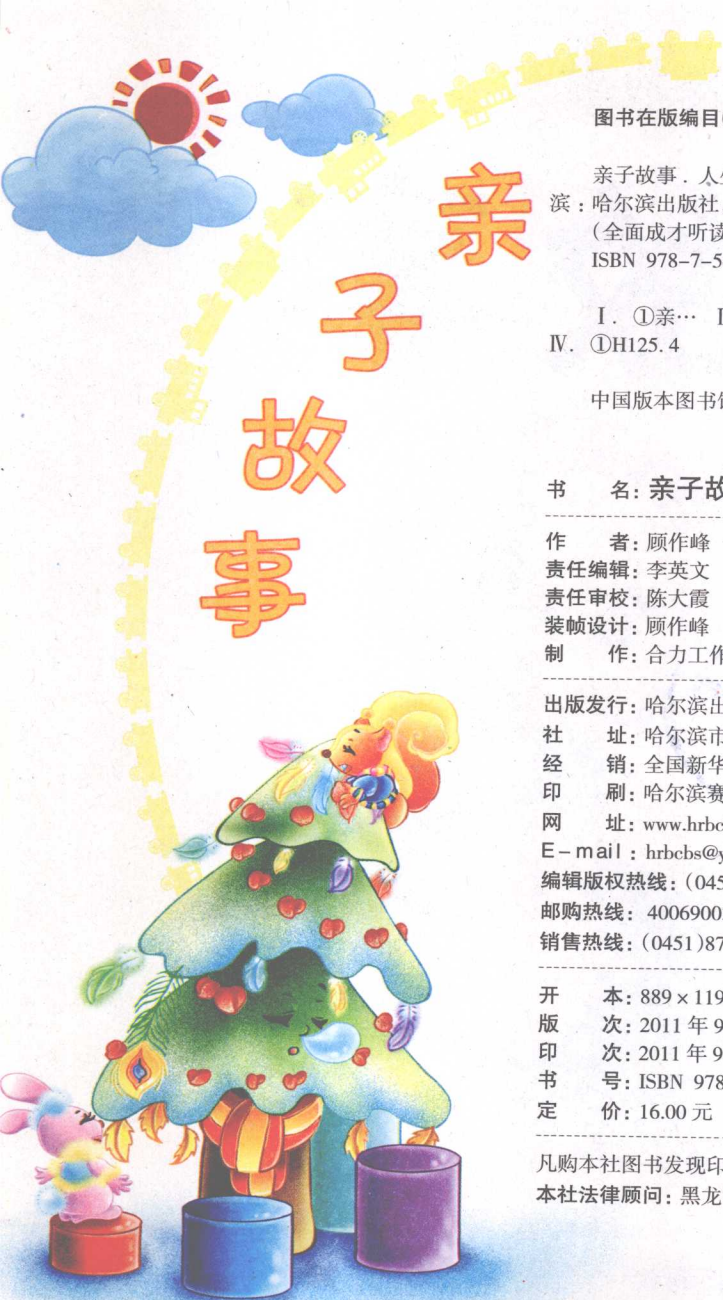 亲子故事
图书在版编目
亲子故事．人
滨：哈尔滨出版社
（全面成才听读
ISBN 978-7-5
Ⅰ．①亲… 
Ⅳ．①H125.4
中国版本图书
书　　名：亲子故
作　　者：顾作峰
责任编辑：李英文
责任审校：陈大霞
装帧设计：顾作峰
制　　作：合力工作
出版发行：哈尔滨出
社　　址：哈尔滨市
经　　销：全国新华
印　　刷：哈尔滨赛
网　　址：www.hrbc
E-mail：hrbcbs@y
编辑版权热线：（045
邮购热线：4006900
销售热线：（0451）87
开　　本：889×119
版　　次：2011年9
印　　次：2011年9
书　　号：ISBN 978
定　　价：16.00元
凡购本社图书发现印
本社法律顾问：黑龙